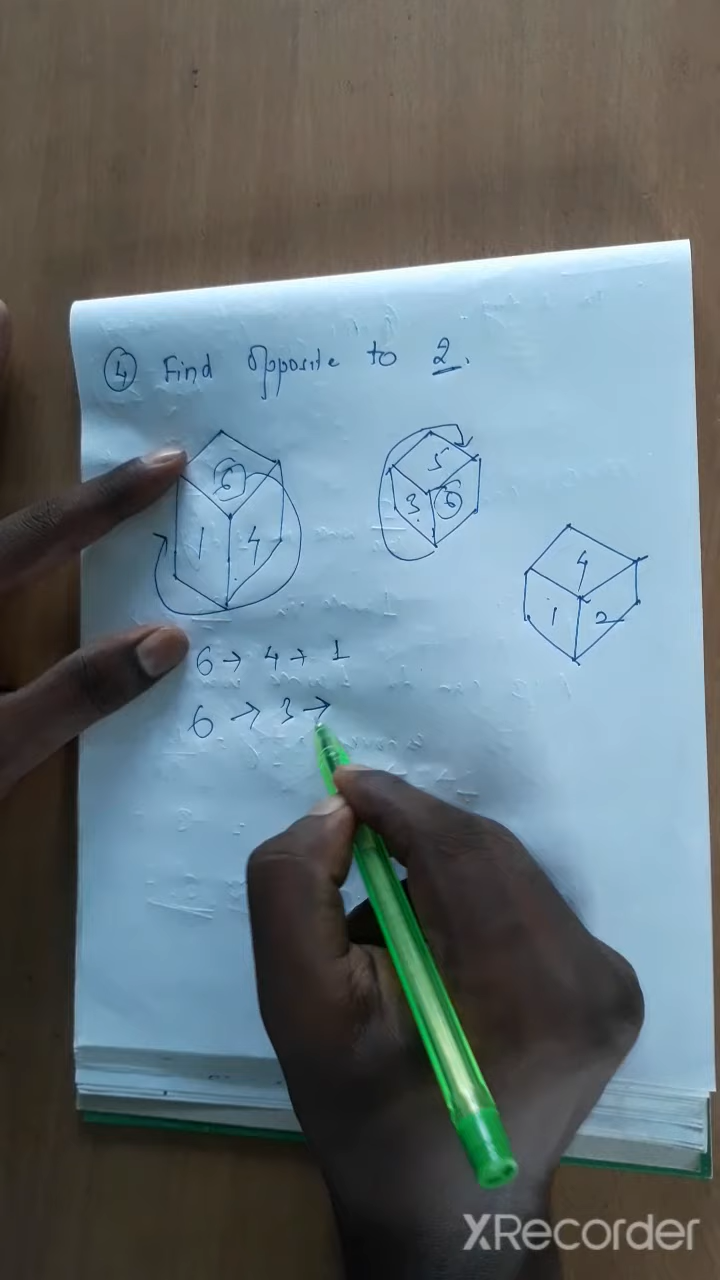 4 Find opposite to 2.
6
1 4
5
3 6
4
1 2
6 → 4 → 1
6 → 3 →
XRecorder